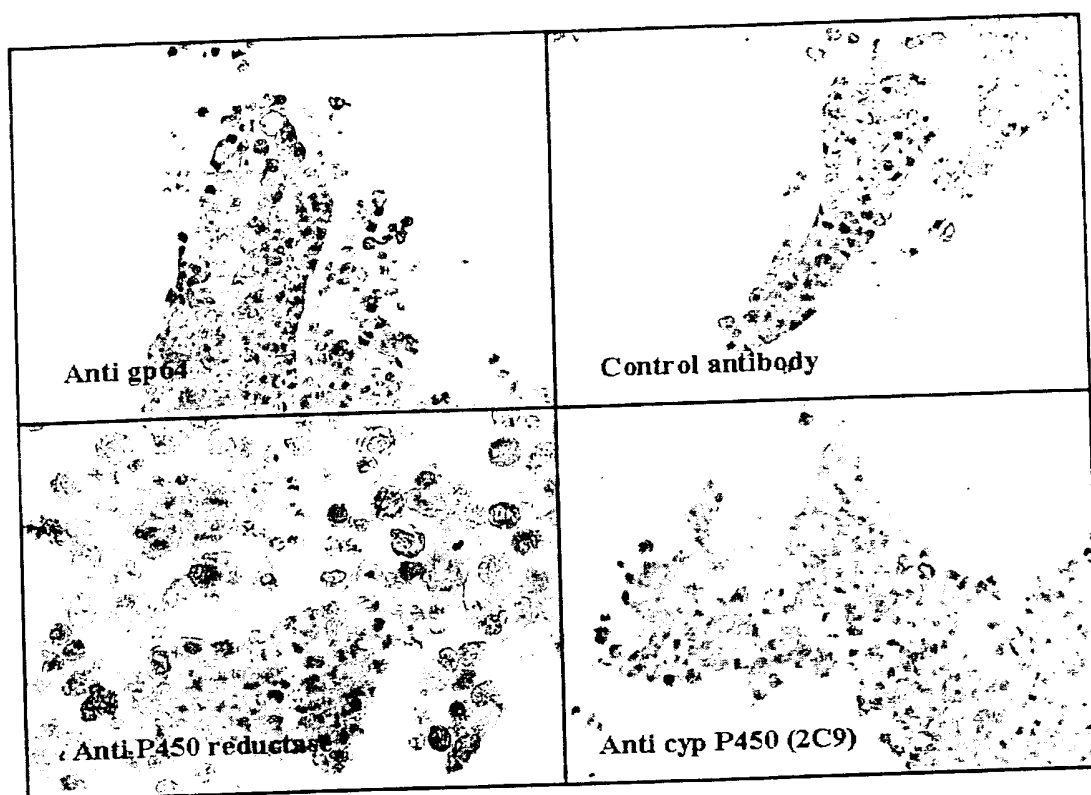 Anti gp64
Control antibody
Anti P450 reductase
Anti cyp P450 (2C9)